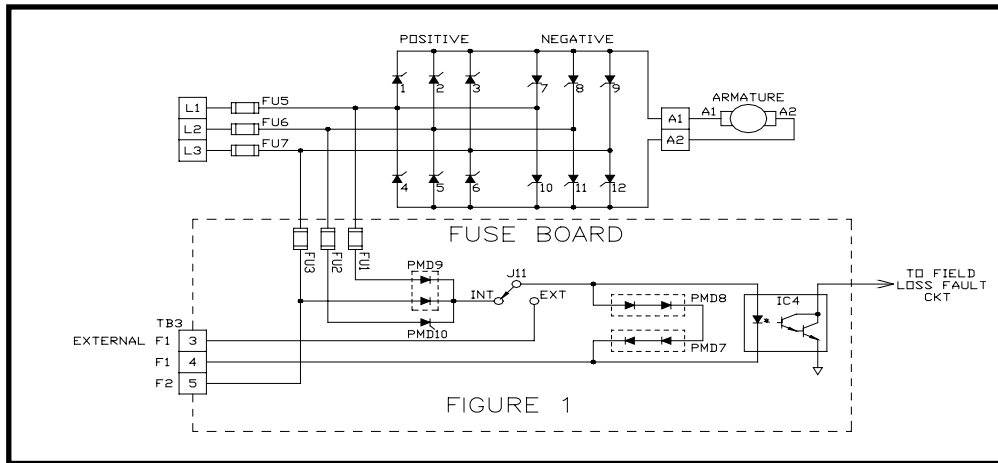 POSITIVE NEGATIVE
1 2 3 7 8 9
ARMATURE
L1 FU5
A1 A1 A2
L2 FU6
A2
L3 FU7
4 5 6 10 11 12
FUSE BOARD
FU3 FU2 FU1
PMD9
J11
INT EXT
PMD8
IC4
TO FIELD
LOSS FAULT
CKT
PMD10
PMD7
TB3
EXTERNAL F1 3
F1 4
F2 5
FIGURE 1